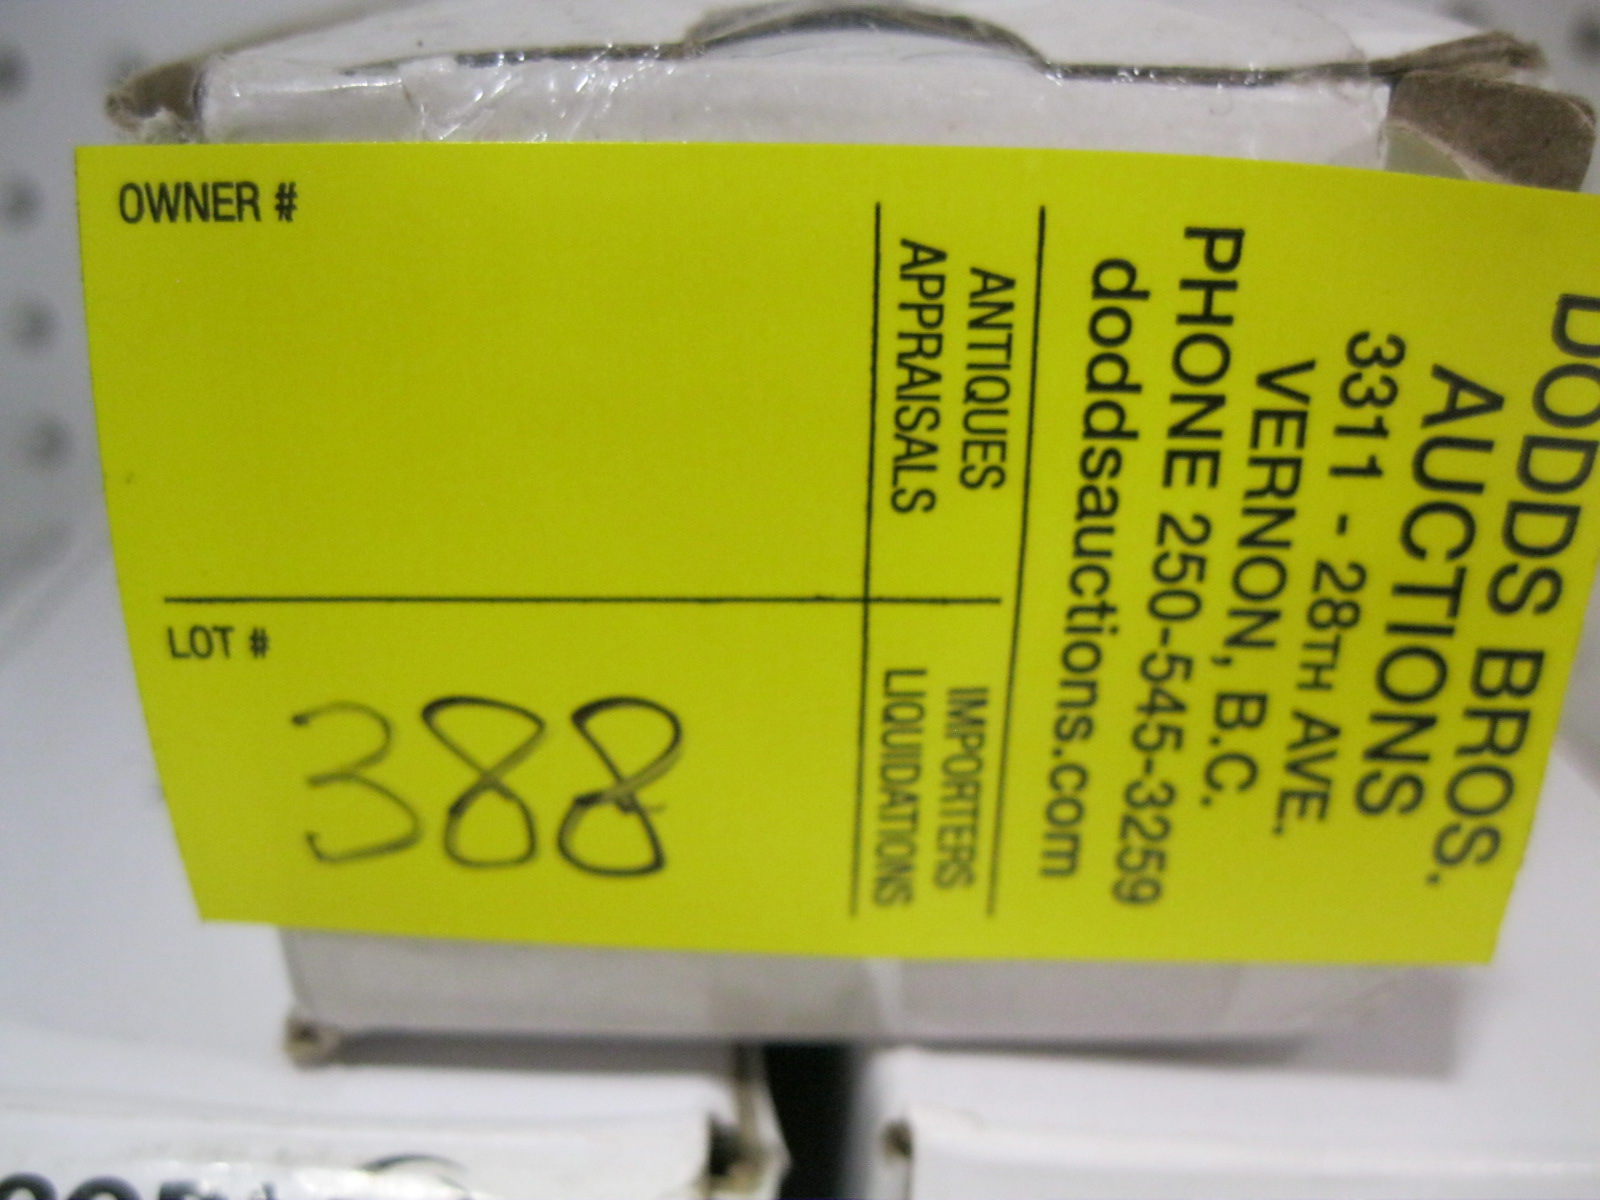 OWNER #
LOT #
388
DODDS BROS.
AUCTIONS
3311 - 28TH AVE.
VERNON, B.C.
PHONE 250-545-3259
doddsauctions.com
ANTIQUES IMPORTERS
APPRAISALS LIQUIDATIONS